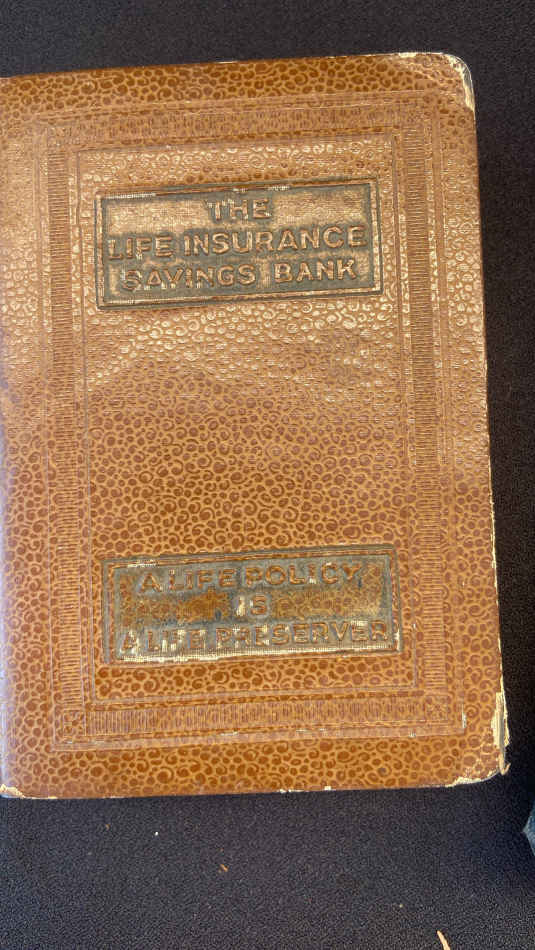 THE
LIFE INSURANCE
SAVINGS BANK
A LIFE POLICY
IS
A LIFE PRESERVER